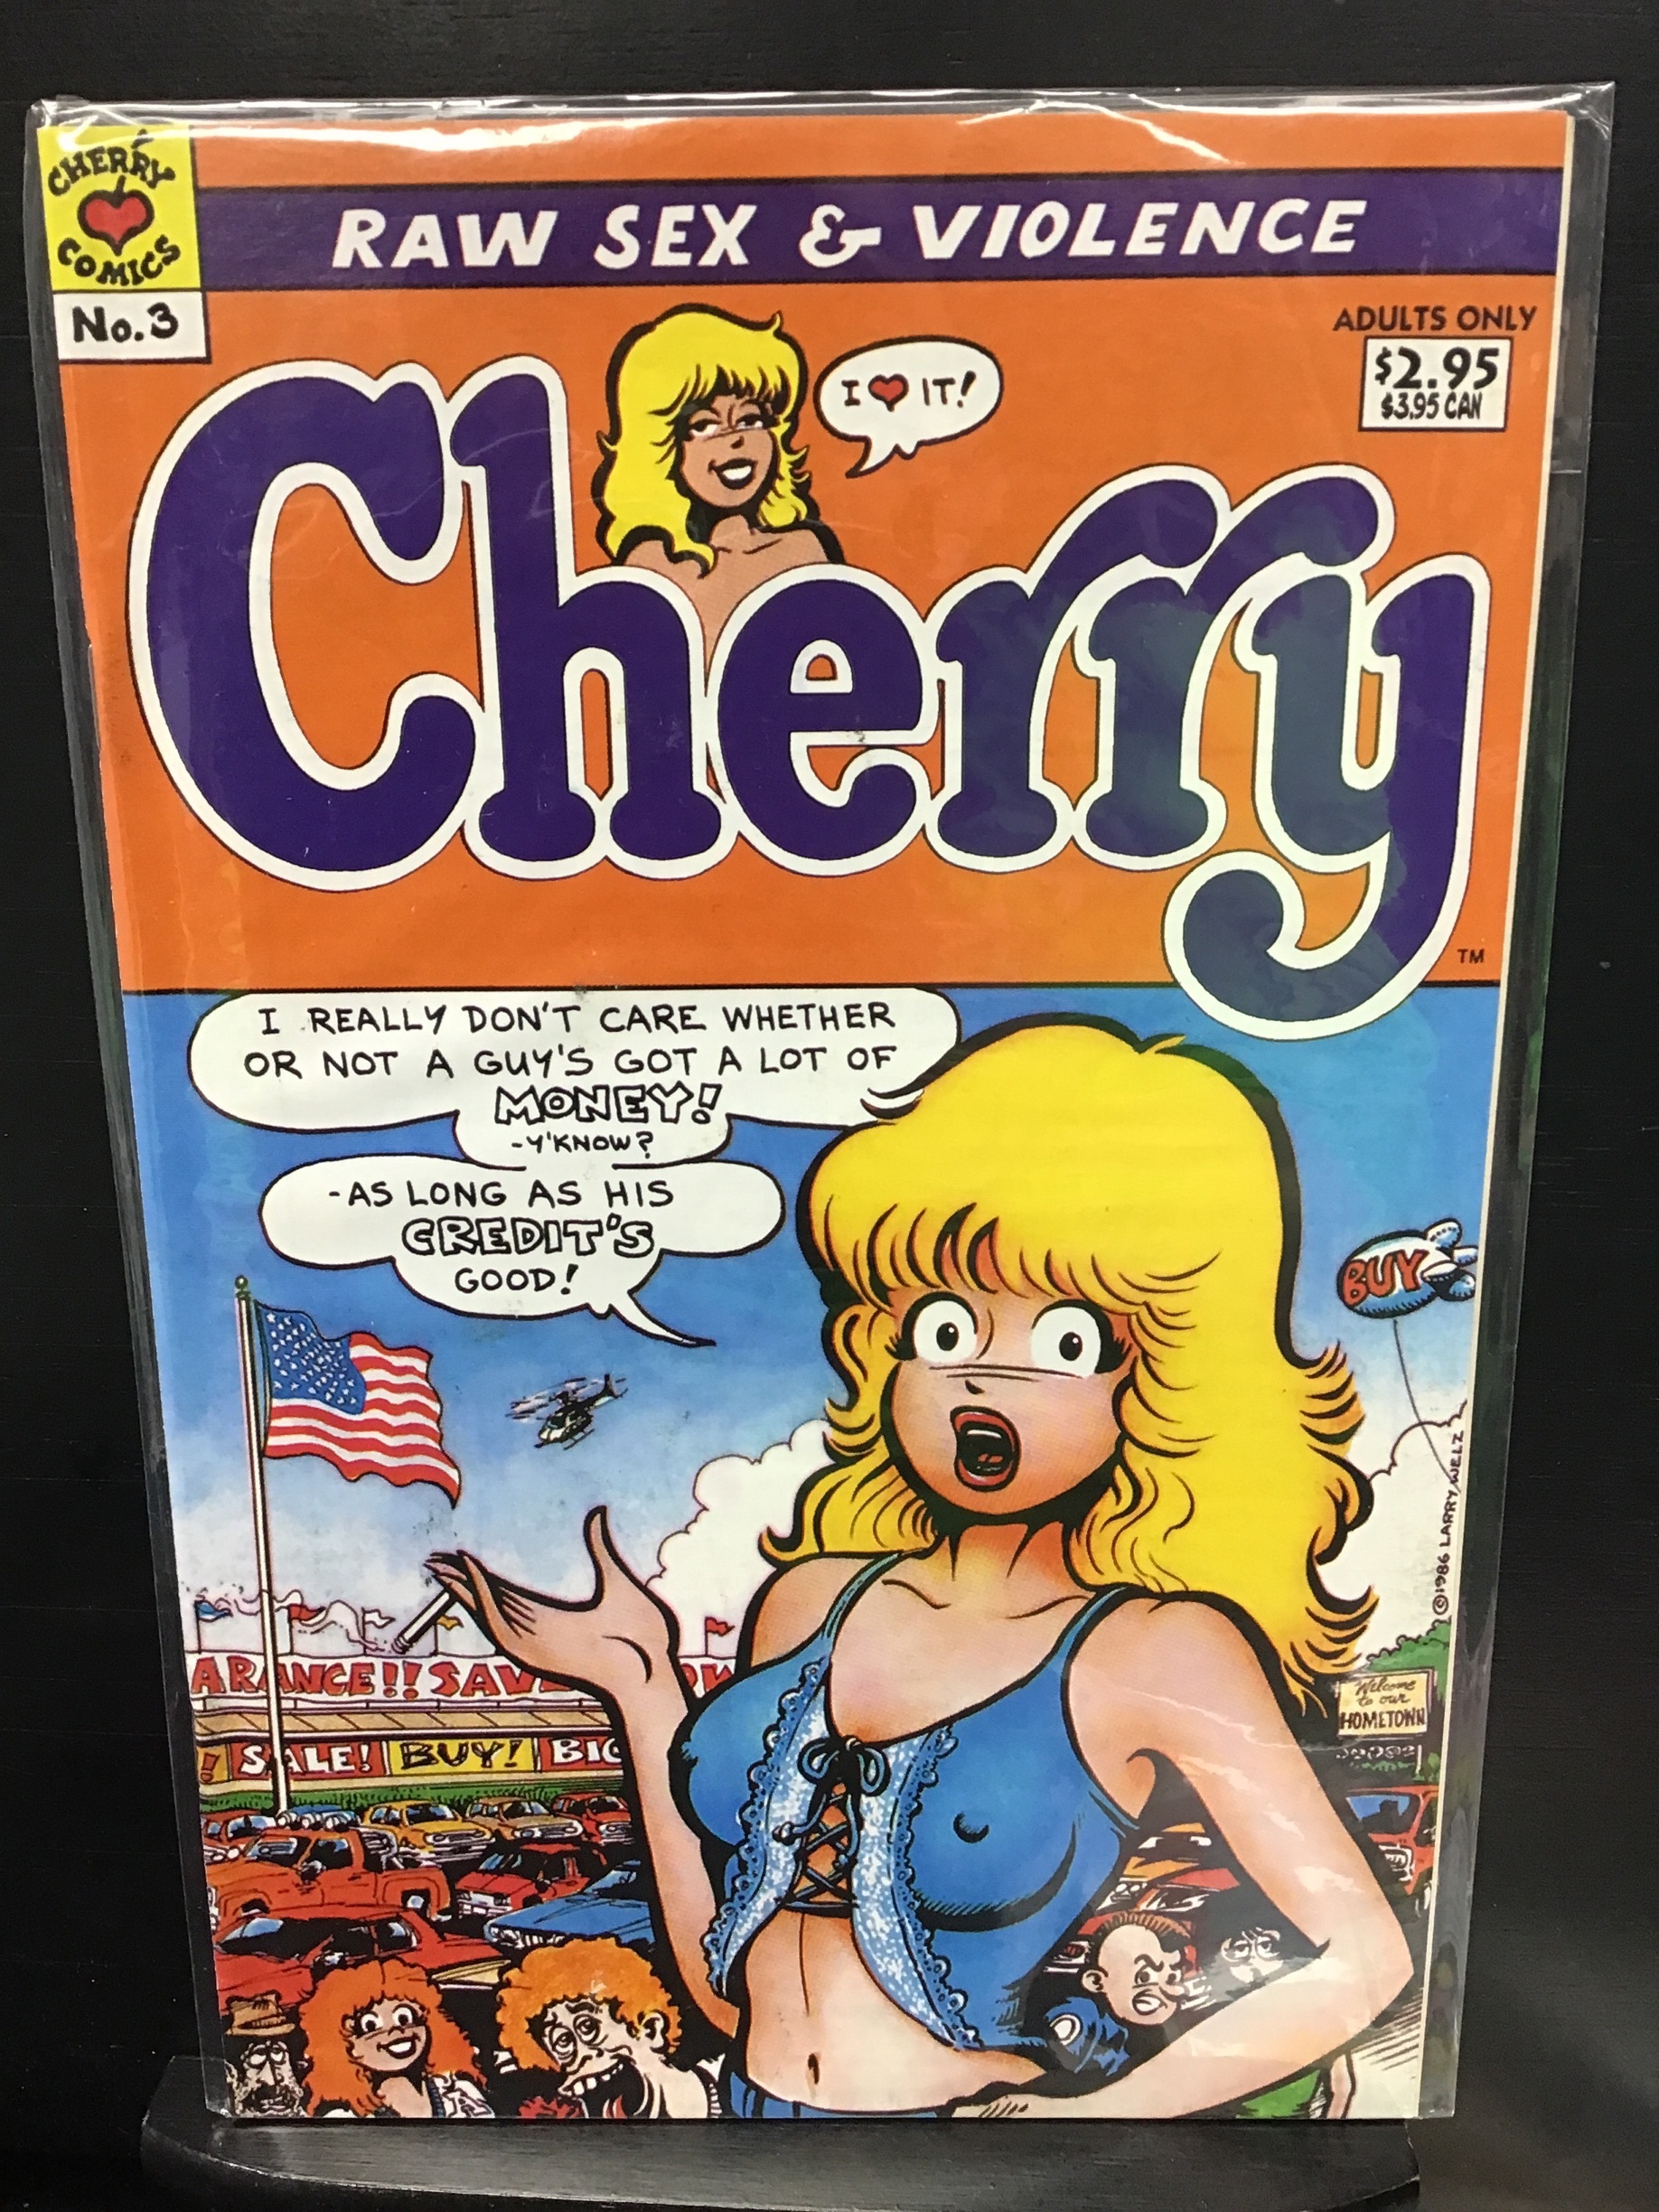 CHERRY
COMICS
No.3
RAW SEX & VIOLENCE
ADULTS ONLY
$2.95
$3.95 CAN
I ♥ IT!
Cherry
TM
I REALLY DON'T CARE WHETHER
OR NOT A GUY'S GOT A LOT OF
MONEY!
-Y'KNOW?
-AS LONG AS HIS
CREDIT'S
GOOD!
BUY
©1986 LARRY WELZ
ARANCE!! SAV
SALE! BUY! BIG
Welcome
to our
HOMETOWN